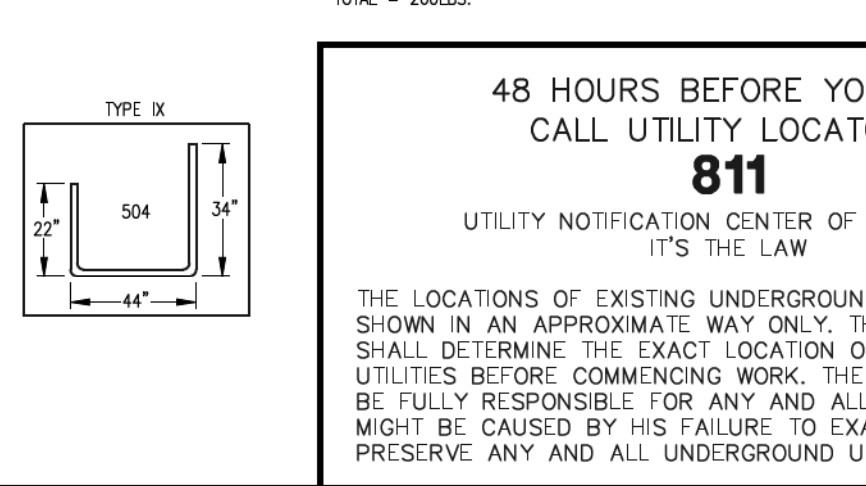 TOTAL = 200LBS.
TYPE IX
504
22"
34"
44"
48 HOURS BEFORE YO
CALL UTILITY LOCAT
811
UTILITY NOTIFICATION CENTER OF
IT'S THE LAW
THE LOCATIONS OF EXISTING UNDERGROUN
SHOWN IN AN APPROXIMATE WAY ONLY. TH
SHALL DETERMINE THE EXACT LOCATION O
UTILITIES BEFORE COMMENCING WORK. THE
BE FULLY RESPONSIBLE FOR ANY AND ALL
MIGHT BE CAUSED BY HIS FAILURE TO EXA
PRESERVE ANY AND ALL UNDERGROUND U